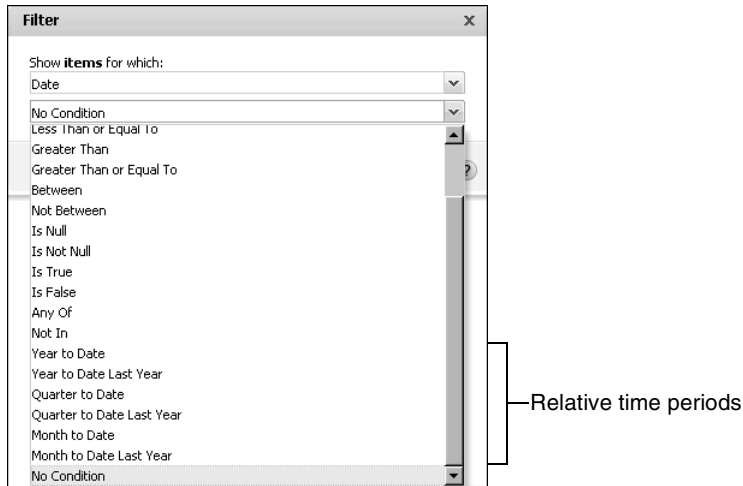 Filter x
Show items for which:
Date
No Condition
Less Than or Equal To
Greater Than
Greater Than or Equal To
?
Between
Not Between
Is Null
Is Not Null
Is True
Is False
Any Of
Not In
Year to Date
Year to Date Last Year
Quarter to Date
Relative time periods
Quarter to Date Last Year
Month to Date
Month to Date Last Year
No Condition